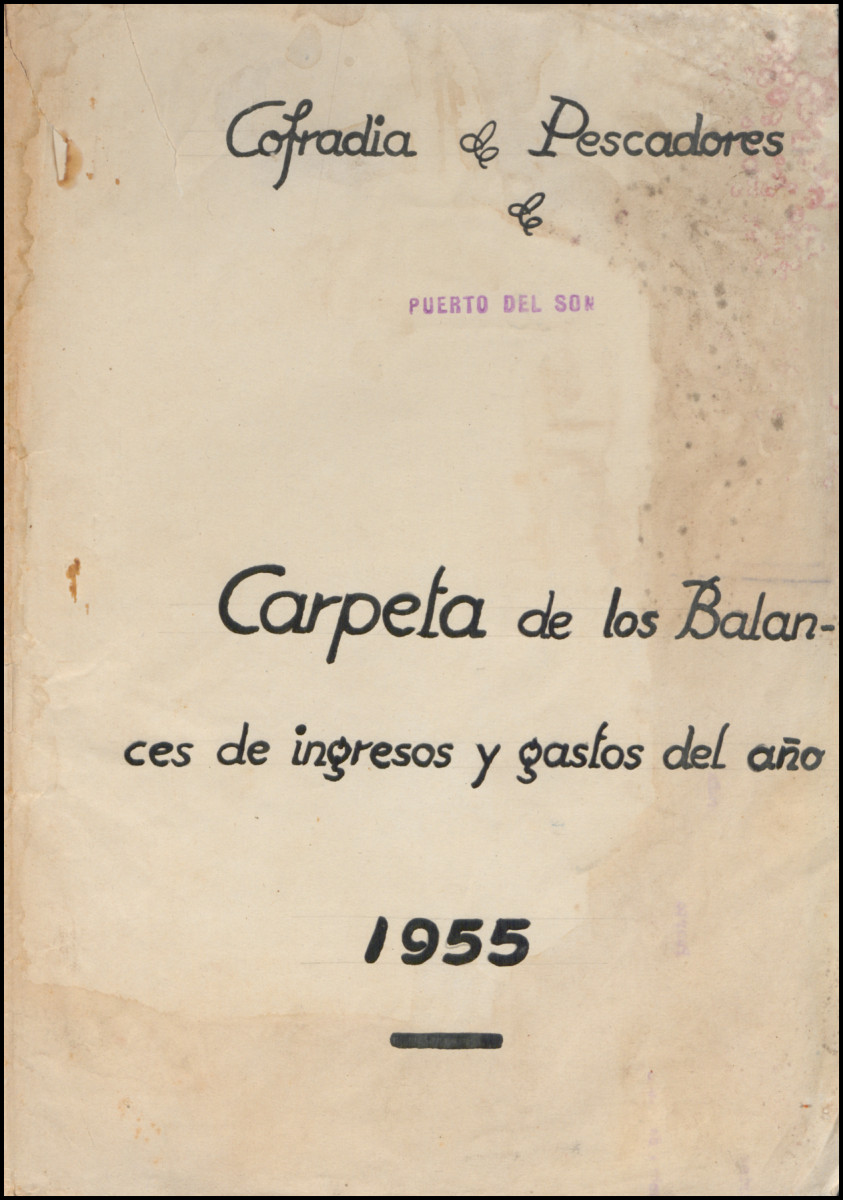 Cofradia de Pescadores
de
PUERTO DEL SON
Carpeta de los Balan-
ces de ingresos y gastos del año
1955